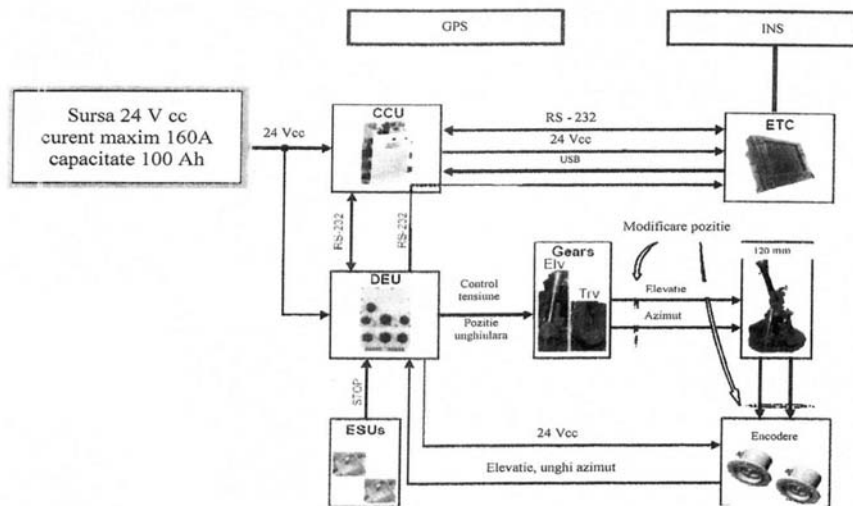 GPS
INS
Sursa 24 V cc
curent maxim 160A
capacitate 100 Ah
24 Vcc
CCU
RS - 232
24 Vcc
USB
ETC
RS-232
RS-232
Modificare pozitie
DEU
Control
tensiune
Pozitie
unghiulara
Gears
Elv
Trv
Elevatie
Azimut
120 mm
STOP
ESUs
24 Vcc
Elevatie, unghi azimut
Encodere